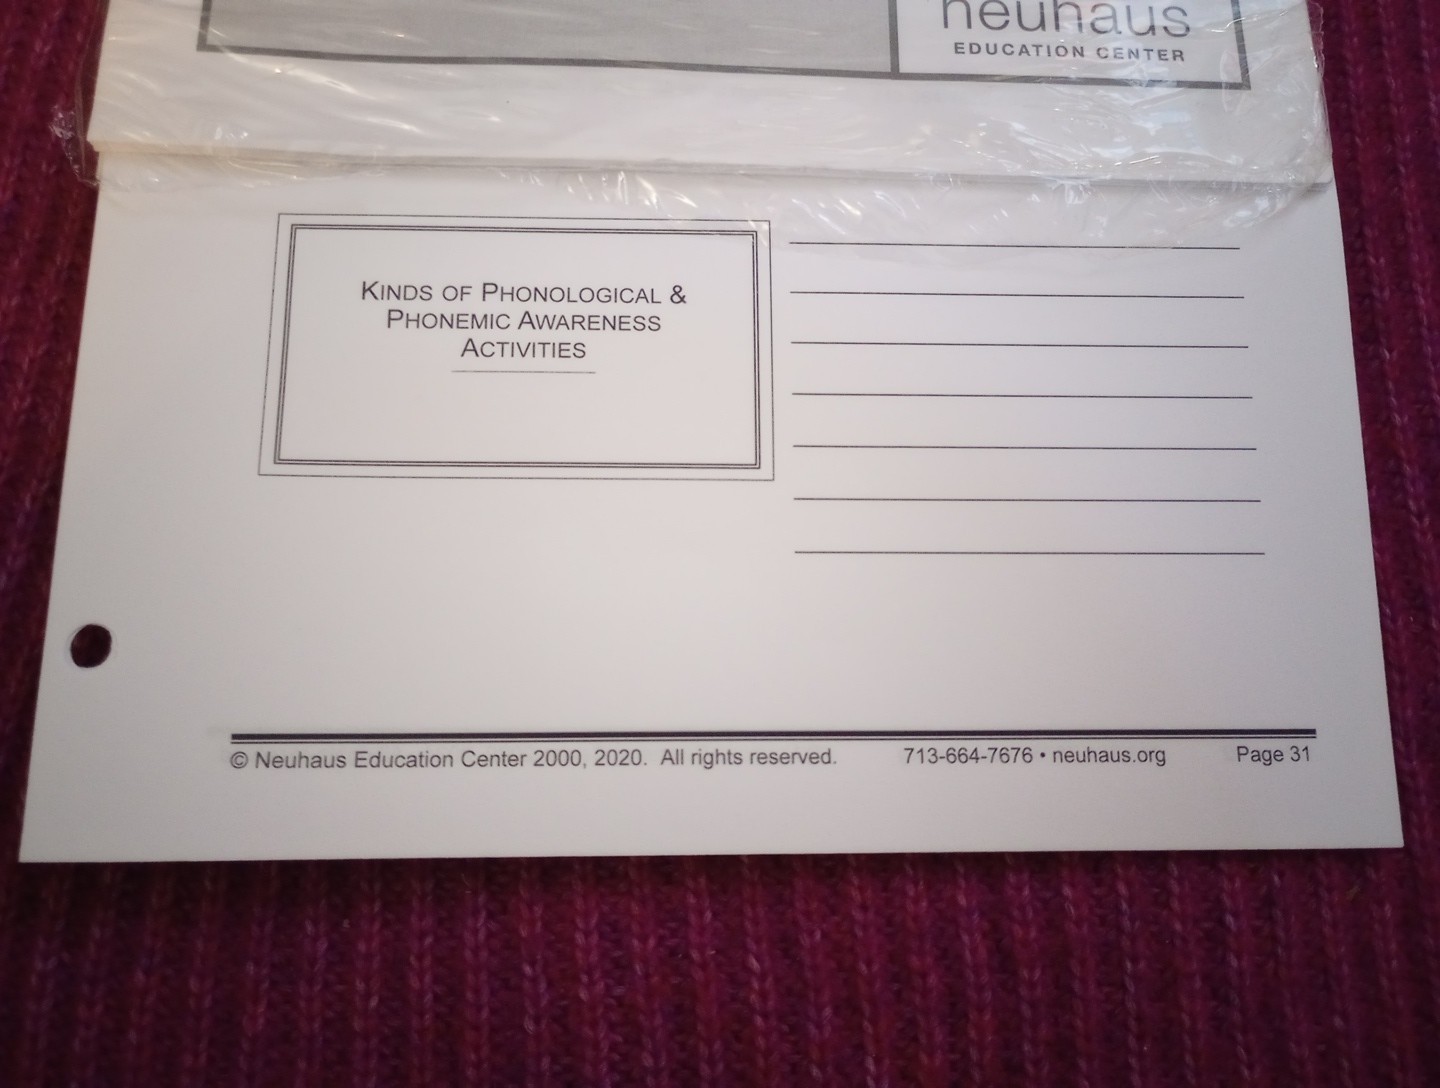 neuhaus
EDUCATION CENTER
KINDS OF PHONOLOGICAL &
PHONEMIC AWARENESS
ACTIVITIES
© Neuhaus Education Center 2000, 2020. All rights reserved. 713-664-7676 • neuhaus.org Page 31